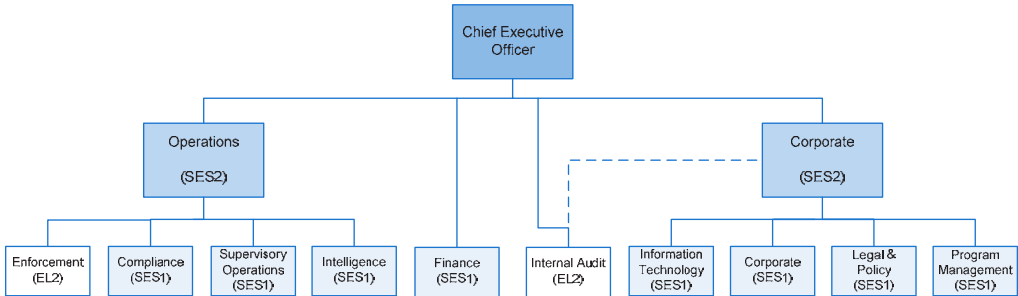 Chief Executive
Officer
Operations
(SES2)
Corporate
(SES2)
Enforcement
(EL2)
Compliance
(SES1)
Supervisory
Operations
(SES1)
Intelligence
(SES1)
Finance
(SES1)
Internal Audit
(EL2)
Information
Technology
(SES1)
Corporate
(SES1)
Legal &
Policy
(SES1)
Program
Management
(SES1)